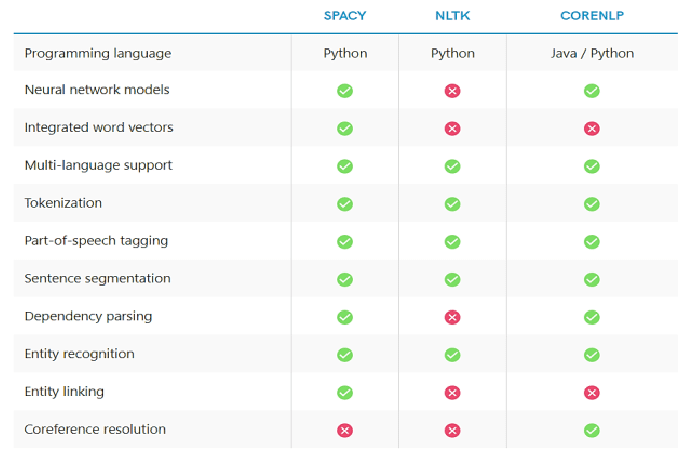 SPACY NLTK CORENLP
Programming language Python Python Java / Python
Neural network models
Integrated word vectors
Multi-language support
Tokenization
Part-of-speech tagging
Sentence segmentation
Dependency parsing
Entity recognition
Entity linking
Coreference resolution